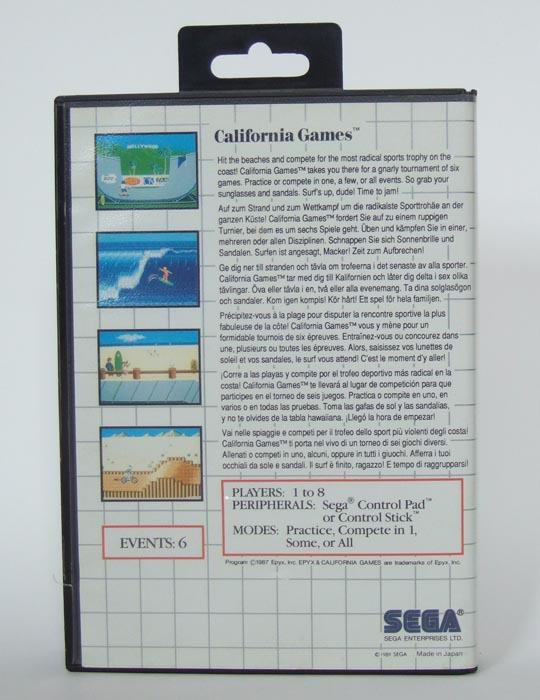 California Games™
Hit the beaches and compete for the most radical sports trophy on the
coast! California Games™ takes you there for a gnarly tournament of six
games. Practice or compete in one, a few, or all events. So grab your
sunglasses and sandals. Surf's up, dude! Time to jam!
Auf zum Strand und zum Wettkampf um die radikalste Sporttrohäe an der
ganzen Küste! California Games™ fordert Sie auf zu einem ruppigen
Turnier, bei dem es um sechs Spiele geht. Üben und kämpfen Sie in einer,
mehreren oder allen Disziplinen. Schnappen Sie sich Sonnenbrille und
Sandalen. Surfen ist angesagt, Macker! Zeit zum Aufbrechen!
Ge dig ner till stranden och tävla om trofeerna i det senaste av alla sporter.
California Games™ tar med dig till Kalifornien och låter dig delta i sex olika
tävlingar. Öva eller tävla i en, två eller alla evenemang. Ta dina solglasögon
och sandaler. Kom igen kompis! Kör hårt! Ett spel för hela familjen.
Précipitez-vous à la plage pour disputer la rencontre sportive la plus
fabuleuse de la côte! California Games™ vous y mène pour un
formidable tournois de six épreuves. Entraînez-vous ou concourez dans
une, plusieurs ou toutes les épreuves. Alors, saisissez vos lunettes de
soleil et vos sandales, le surf vous attend! C'est le moment d'y aller!
¡Corre a las playas y compite por el trofeo deportivo más radical en la
costa! California Games™ te llevará al lugar de competición para que
participes en el torneo de seis juegos. Practica o compite en uno, en
varios o en todas las pruebas. Toma las gafas de sol y las sandalias,
y no te olvides de la tabla hawaiiana. ¡Llegó la hora de empezar!
Vai nelle spiaggie e competi per il trofeo dello sport più violenti degli costa!
California Games™ ti porta nel vivo di un torneo di sei giochi diversi.
Allenati o competi in uno, alcuni, oppure in tutti i giuochi. Afferra i tuoi
occhiali da sole e sandali. Il surf è finito, ragazzo! E tempo di raggrupparsi!
PLAYERS: 1 to 8
PERIPHERALS: Sega® Control Pad™
or Control Stick™
MODES: Practice, Compete in 1,
Some, or All
EVENTS: 6
Program ©1987 Epyx, Inc. EPYX & CALIFORNIA GAMES are trademarks of Epyx, Inc.
SEGA®
SEGA ENTERPRISES LTD.
©1989 SEGA Made in Japan
HOLLYWOOD